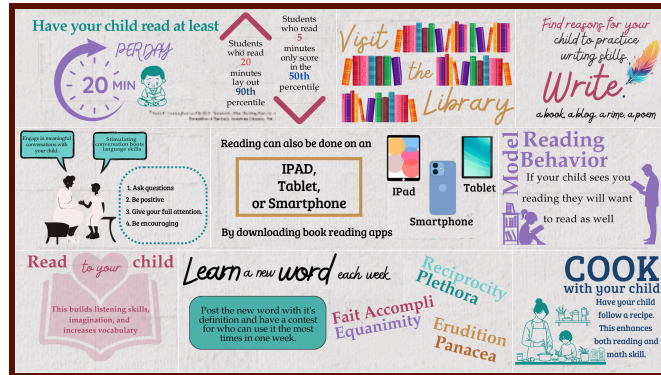 Have your child read at least
PER DAY
20 MIN
Students
who read
20
minutes
lay out
90th
percentile
Students
who read
5
minutes
only score
in the
50th
percentile
Visit
the
Library
Find reasons for your
child to practice
writing skills.
Write:
a book, a blog, a rime, a poem
Engage in meaningful
conversations with
your child.
Stimulating
conversation boots
language skills
1. Ask questions
2. Be positive
3. Give your full attention.
4. Be encouraging
Reading can also be done on an
IPAD,
Tablet,
or Smartphone
By downloading book reading apps
IPad
Smartphone
Tablet
Model
Reading
Behavior
If your child sees you
reading they will want
to read as well
Read to your child
This builds listening skills,
imagination, and
increases vocabulary
Learn a new word each week
Post the new word with it's
definition and have a contest
for who can use it the most
times in one week.
Fait Accompli
Equanimity
Reciprocity
Plethora
Erudition
Panacea
COOK
with your child
Have your child
follow a recipe.
This enhances
both reading and
math skill.